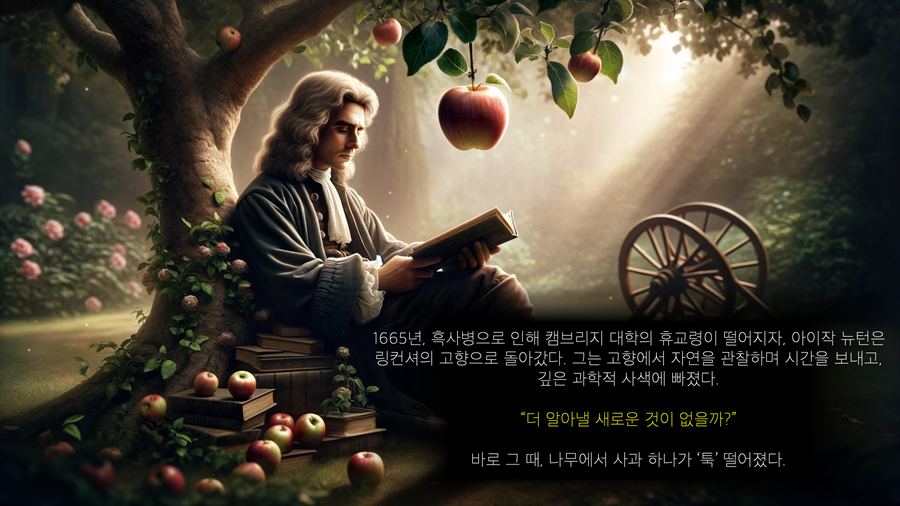 1665년, 흑사병으로 인해 캠브리지 대학의 휴교령이 떨어지자, 아이작 뉴턴은
링컨셔의 고향으로 돌아갔다. 그는 고향에서 자연을 관찰하며 시간을 보내고,
깊은 과학적 사색에 빠졌다.
“더 알아낼 새로운 것이 없을까?”
바로 그 때, 나무에서 사과 하나가 ‘툭’ 떨어졌다.